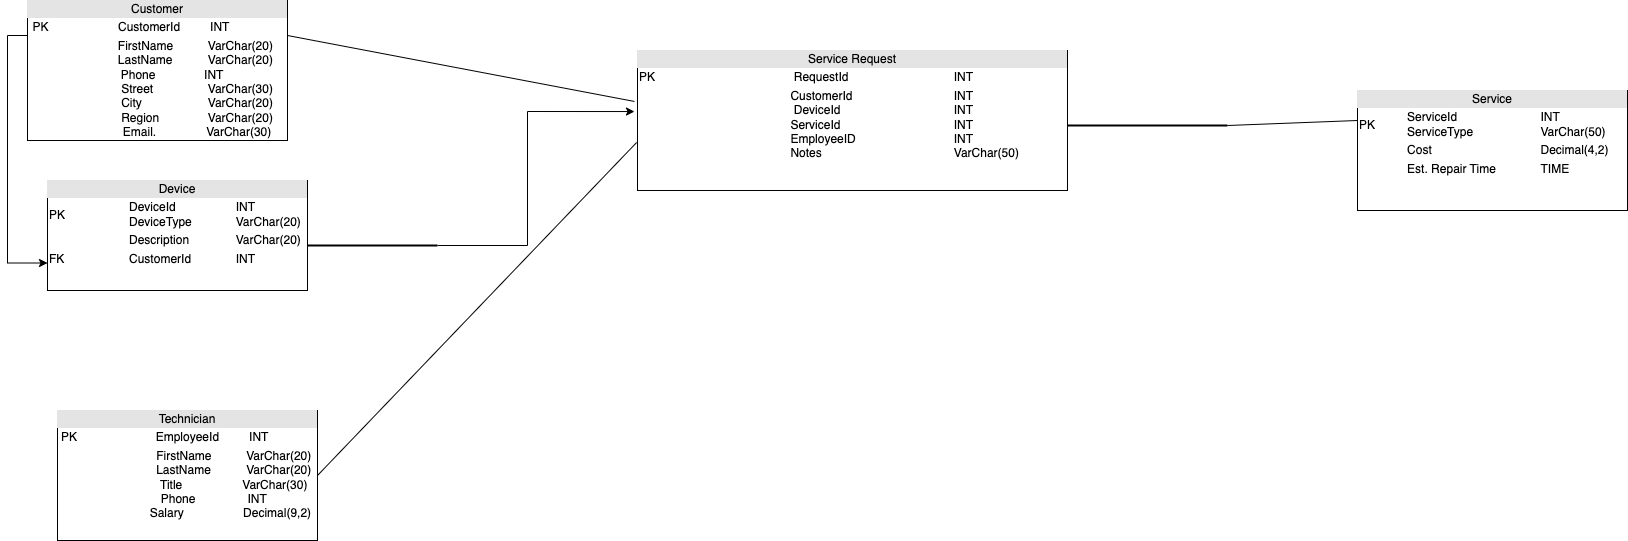 Customer
PK CustomerId INT
FirstName VarChar(20)
LastName VarChar(20)
Phone INT
Street VarChar(30)
City VarChar(20)
Region VarChar(20)
Email. VarChar(30)
Device
PK DeviceId INT
DeviceType VarChar(20)
Description VarChar(20)
FK CustomerId INT
Technician
PK EmployeeId INT
FirstName VarChar(20)
LastName VarChar(20)
Title VarChar(30)
Phone INT
Salary Decimal(9,2)
Service Request
PK RequestId INT
CustomerId INT
DeviceId INT
ServiceId INT
EmployeeID INT
Notes VarChar(50)
Service
PK ServiceId INT
ServiceType VarChar(50)
Cost Decimal(4,2)
Est. Repair Time TIME